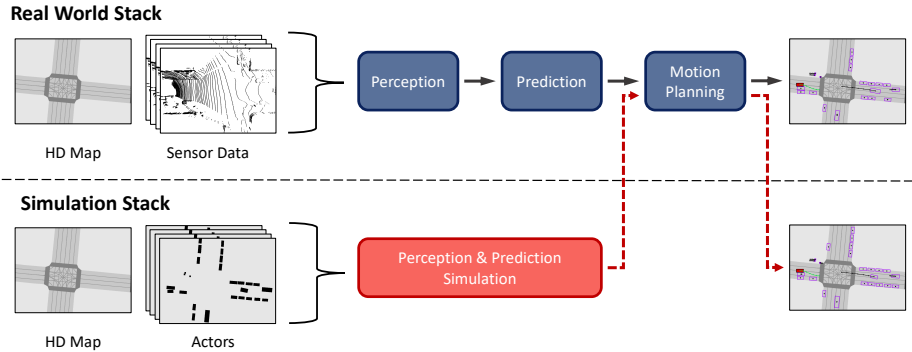 Real World Stack
Perception
Prediction
Motion
Planning
HD Map
Sensor Data
Simulation Stack
Perception & Prediction
Simulation
HD Map
Actors